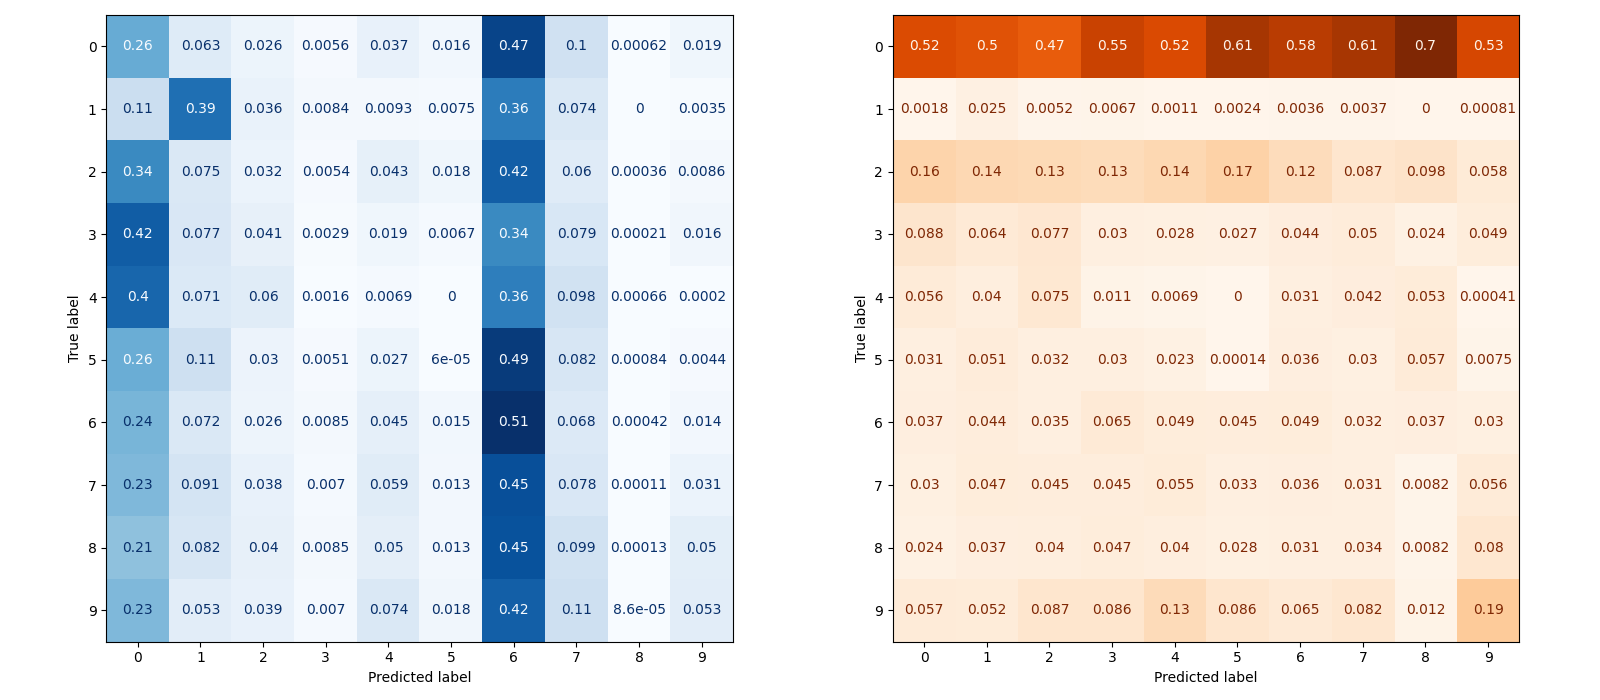 0 0.26 0.063 0.026 0.0056 0.037 0.016 0.47 0.1 0.00062 0.019
1 0.11 0.39 0.036 0.0084 0.0093 0.0075 0.36 0.074 0 0.0035
2 0.34 0.075 0.032 0.0054 0.043 0.018 0.42 0.06 0.00036 0.0086
3 0.42 0.077 0.041 0.0029 0.019 0.0067 0.34 0.079 0.00021 0.016
4 0.4 0.071 0.06 0.0016 0.0069 0 0.36 0.098 0.00066 0.0002
5 0.26 0.11 0.03 0.0051 0.027 6e-05 0.49 0.082 0.00084 0.0044
6 0.24 0.072 0.026 0.0085 0.045 0.015 0.51 0.068 0.00042 0.014
7 0.23 0.091 0.038 0.007 0.059 0.013 0.45 0.078 0.00011 0.031
8 0.21 0.082 0.04 0.0085 0.05 0.013 0.45 0.099 0.00013 0.05
9 0.23 0.053 0.039 0.007 0.074 0.018 0.42 0.11 8.6e-05 0.053
0 1 2 3 4 5 6 7 8 9
True label
Predicted label
0 0.52 0.5 0.47 0.55 0.52 0.61 0.58 0.61 0.7 0.53
1 0.0018 0.025 0.0052 0.0067 0.0011 0.0024 0.0036 0.0037 0 0.00081
2 0.16 0.14 0.13 0.13 0.14 0.17 0.12 0.087 0.098 0.058
3 0.088 0.064 0.077 0.03 0.028 0.027 0.044 0.05 0.024 0.049
4 0.056 0.04 0.075 0.011 0.0069 0 0.031 0.042 0.053 0.00041
5 0.031 0.051 0.032 0.03 0.023 0.00014 0.036 0.03 0.057 0.0075
6 0.037 0.044 0.035 0.065 0.049 0.045 0.049 0.032 0.037 0.03
7 0.03 0.047 0.045 0.045 0.055 0.033 0.036 0.031 0.0082 0.056
8 0.024 0.037 0.04 0.047 0.04 0.028 0.031 0.034 0.0082 0.08
9 0.057 0.052 0.087 0.086 0.13 0.086 0.065 0.082 0.012 0.19
0 1 2 3 4 5 6 7 8 9
True label
Predicted label